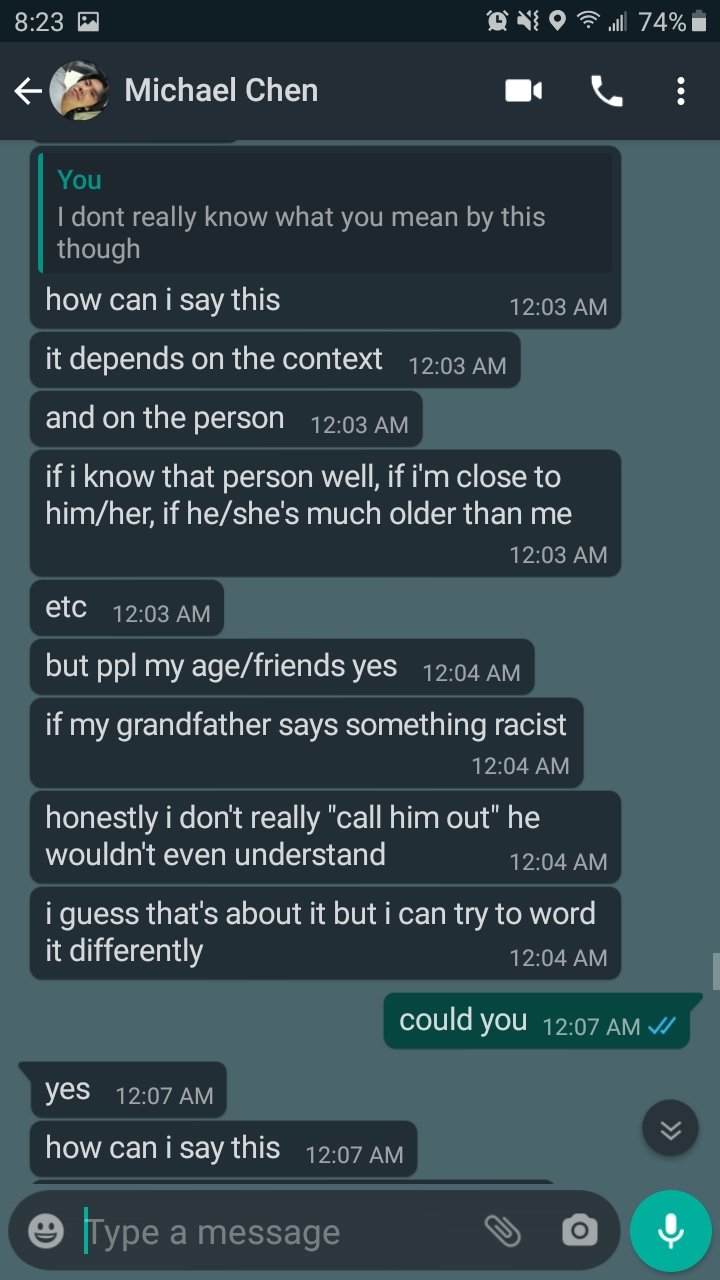 8:23
74%
Michael Chen
You
I dont really know what you mean by this
though
how can i say this
12:03 AM
it depends on the context
12:03 AM
and on the person
12:03 AM
if i know that person well, if i'm close to
him/her, if he/she's much older than me
12:03 AM
etc
12:03 AM
but ppl my age/friends yes
12:04 AM
if my grandfather says something racist
12:04 AM
honestly i don't really "call him out" he
wouldn't even understand
12:04 AM
i guess that's about it but i can try to word
it differently
12:04 AM
could you
12:07 AM
yes
12:07 AM
how can i say this
12:07 AM
Type a message